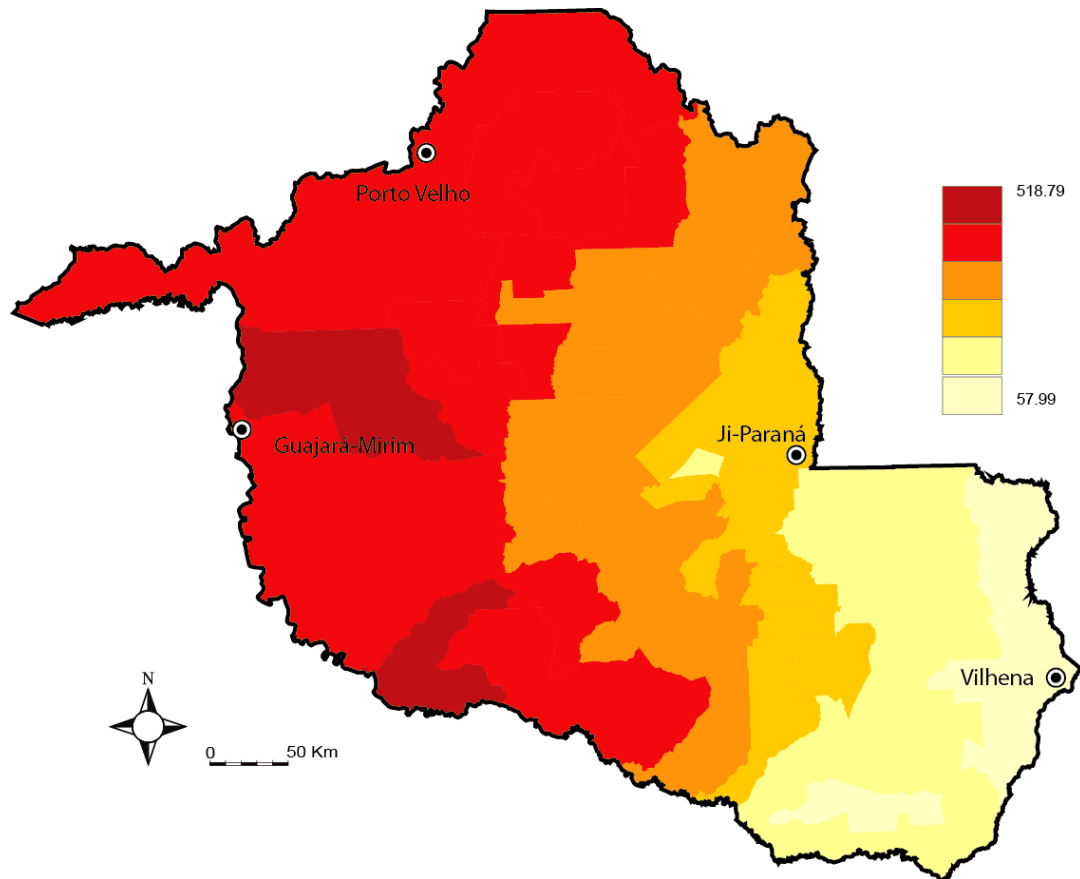 Porto Velho
518.79
57.99
Ji-Paraná
Guajará-Mirim
Vilhena
N
0 50 Km